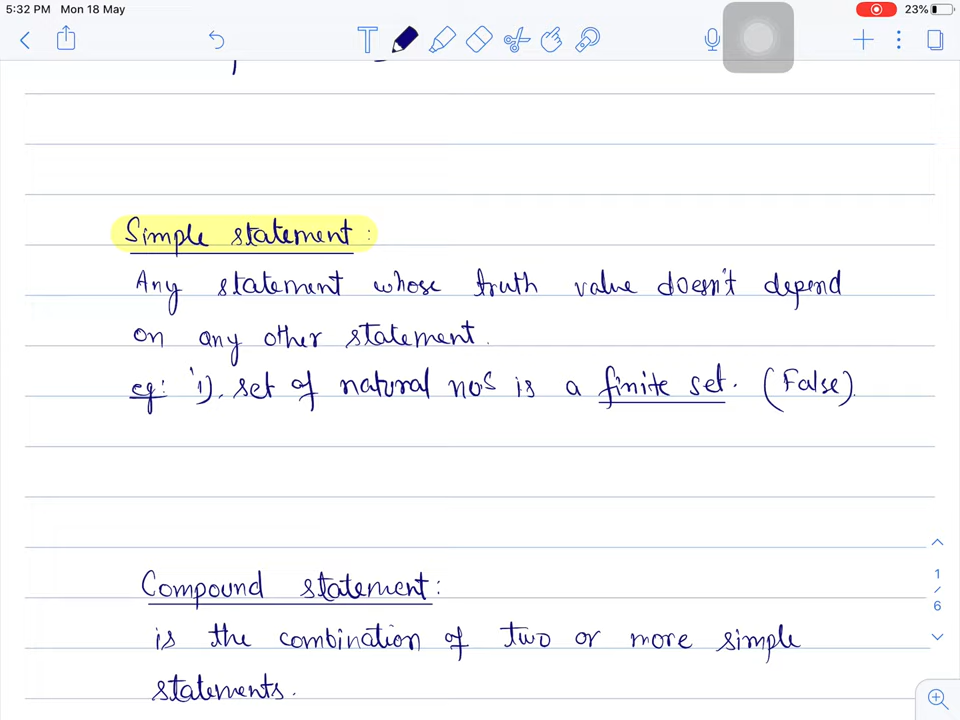 5:32 PM Mon 18 May 23%
Simple statement :
Any statement whose truth value doesn't depend
on any other statement.
eg: 1). set of natural nos is a finite set. (False).
Compound statement :
is the combination of two or more simple
statements.
1
/
6